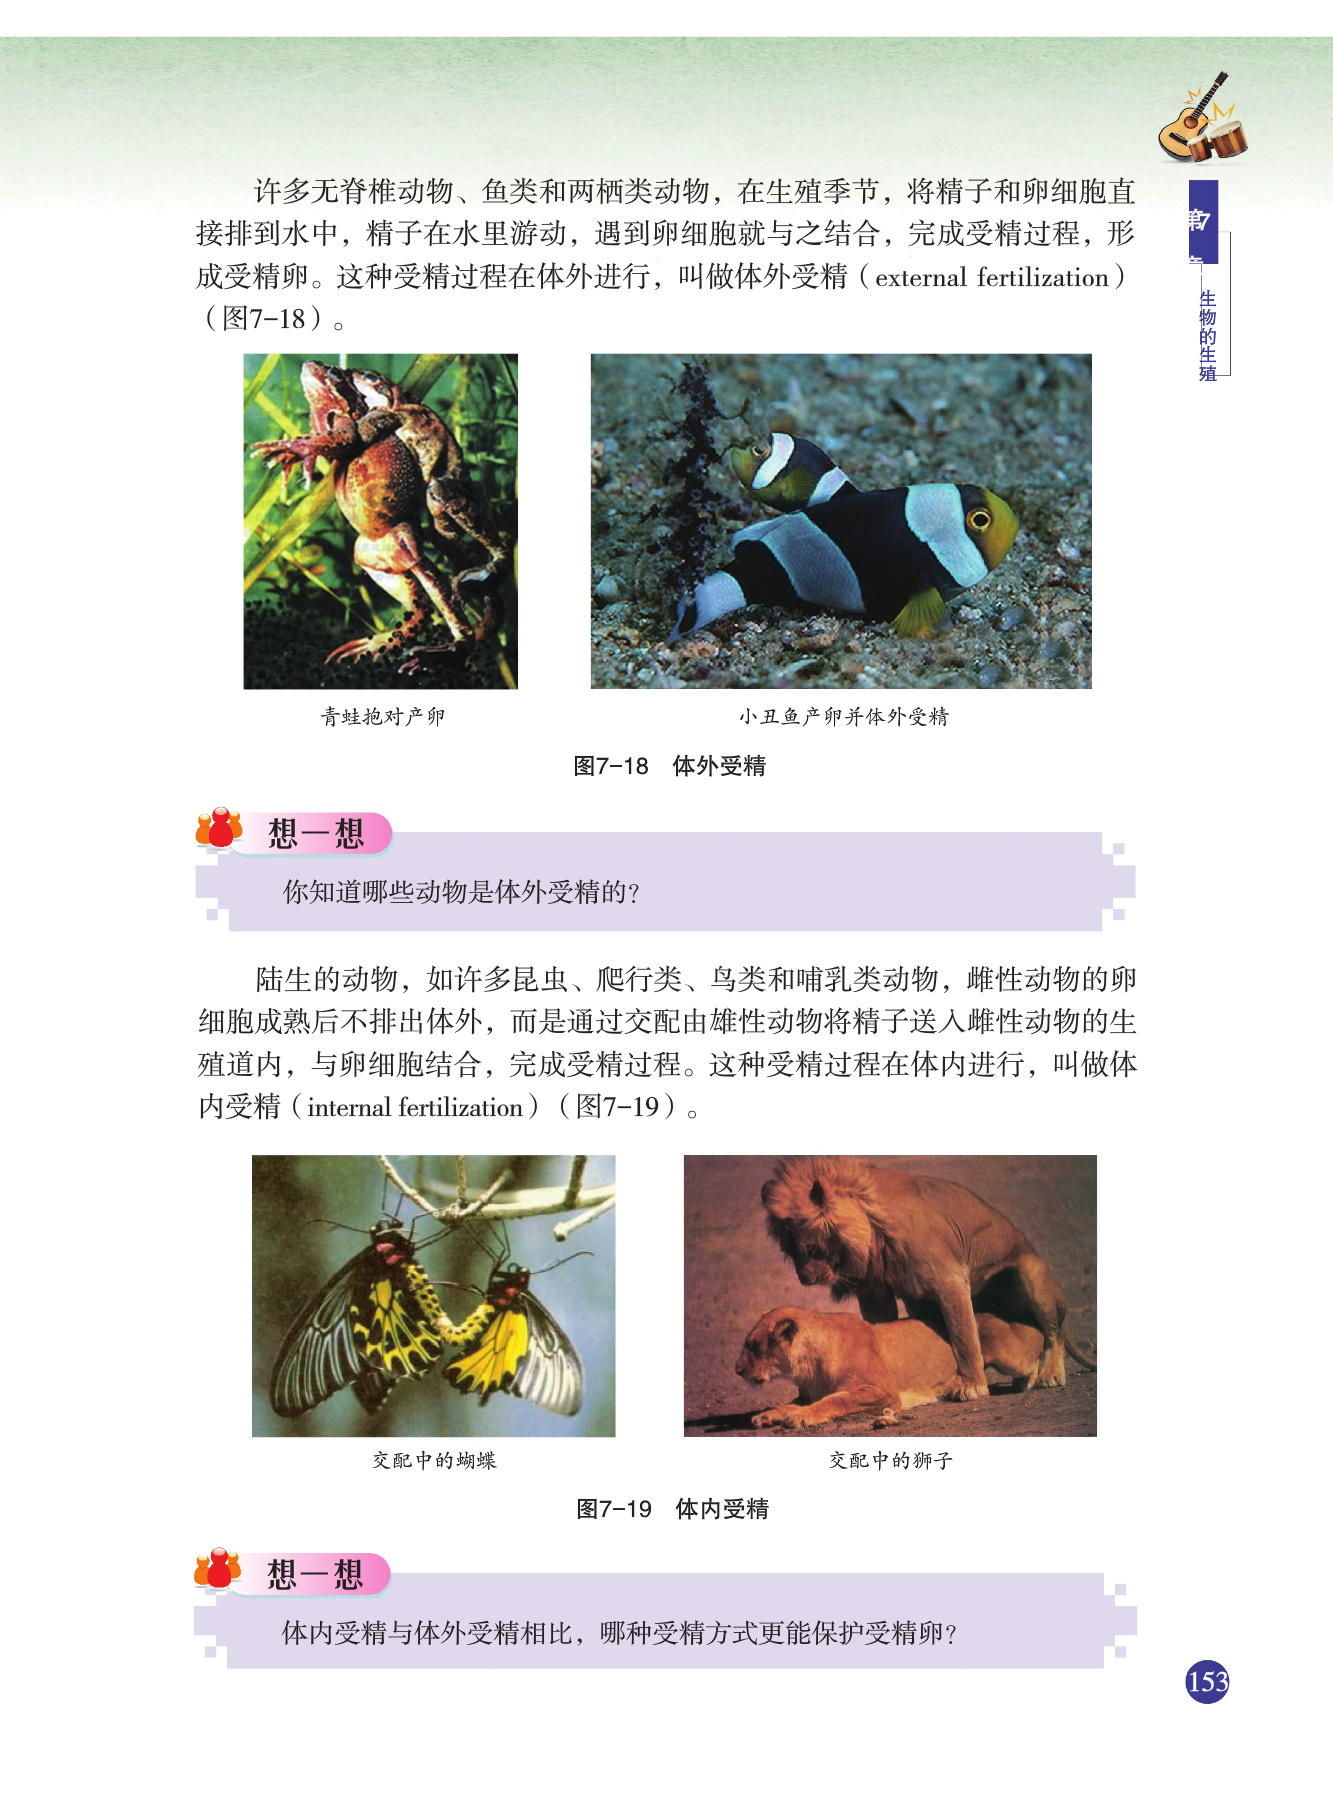 第7章
生物的生殖
许多无脊椎动物、鱼类和两栖类动物，在生殖季节，将精子和卵细胞直
接排到水中，精子在水里游动，遇到卵细胞就与之结合，完成受精过程，形
成受精卵。这种受精过程在体外进行，叫做体外受精（external fertilization）
（图7-18）。
青蛙抱对产卵
小丑鱼产卵并体外受精
图7-18　体外受精
想一想
你知道哪些动物是体外受精的？
陆生的动物，如许多昆虫、爬行类、鸟类和哺乳类动物，雌性动物的卵
细胞成熟后不排出体外，而是通过交配由雄性动物将精子送入雌性动物的生
殖道内，与卵细胞结合，完成受精过程。这种受精过程在体内进行，叫做体
内受精（internal fertilization）（图7-19）。
交配中的蝴蝶
交配中的狮子
图7-19　体内受精
想一想
体内受精与体外受精相比，哪种受精方式更能保护受精卵？
153